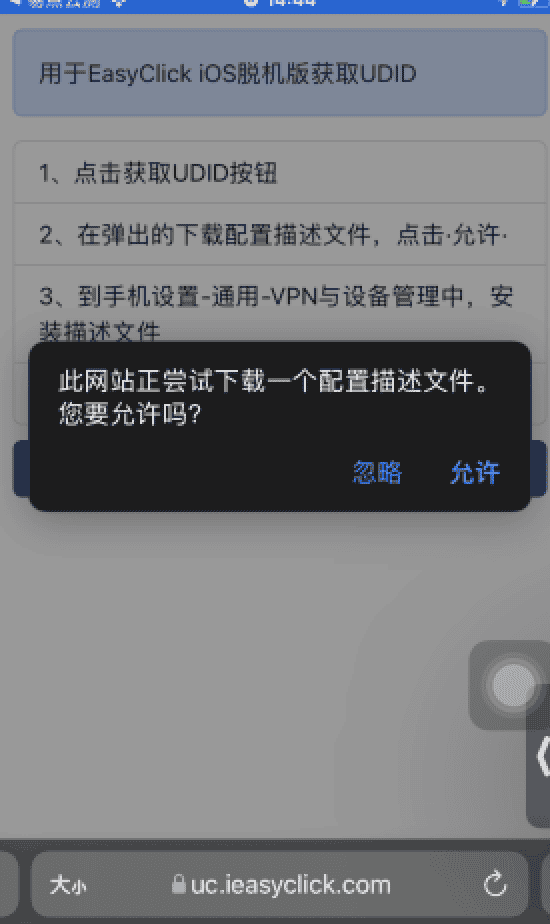 14:44
用于EasyClick iOS脱机版获取UDID
1、点击获取UDID按钮
2、在弹出的下载配置描述文件，点击·允许·
3、到手机设置-通用-VPN与设备管理中，安
装描述文件
此网站正尝试下载一个配置描述文件。
您要允许吗？
忽略
允许
大小
uc.ieasyclick.com